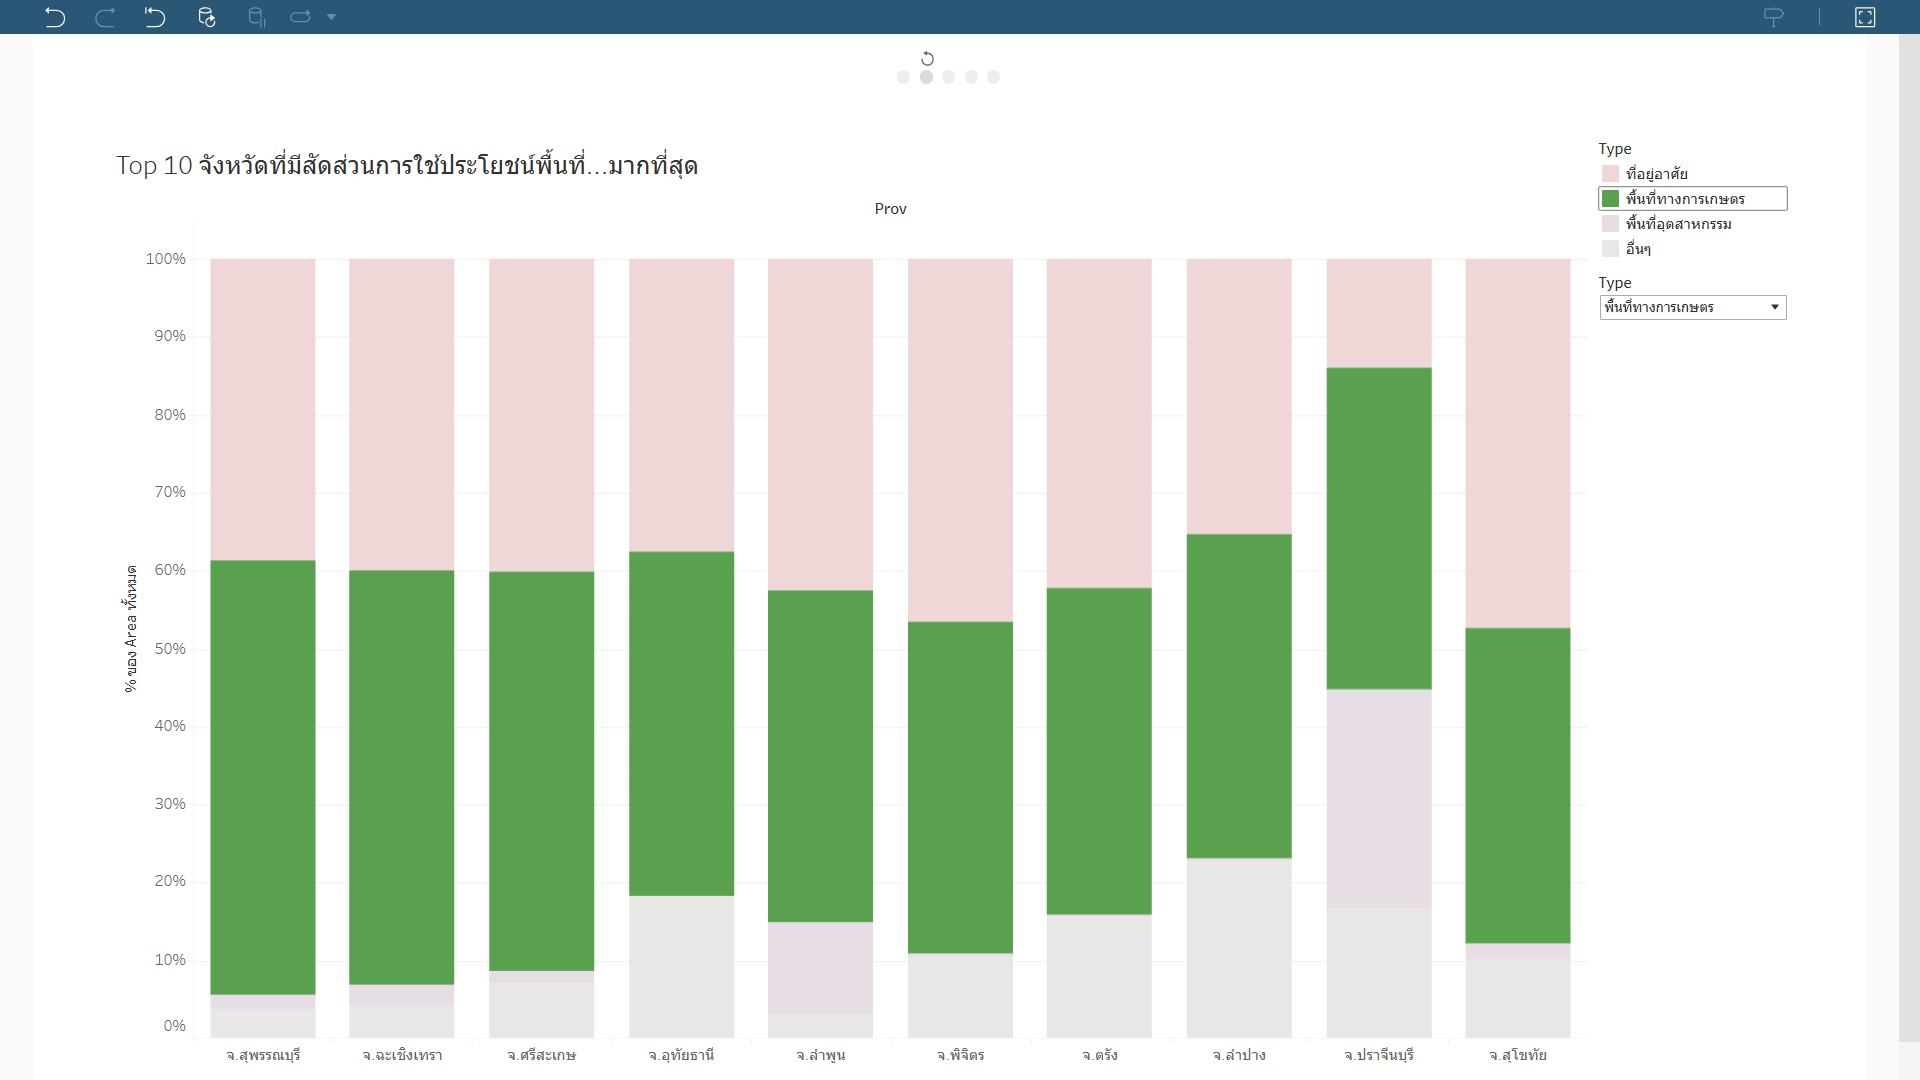 Top 10 จังหวัดที่มีสัดส่วนการใช้ประโยชน์พื้นที่...มากที่สุด
Prov
100%
90%
80%
70%
60%
50%
40%
30%
20%
10%
0%
% ของ Area ทั้งหมด
จ.สุพรรณบุรี
จ.ฉะเชิงเทรา
จ.ศรีสะเกษ
จ.อุทัยธานี
จ.ลำพูน
จ.พิจิตร
จ.ตรัง
จ.ลำปาง
จ.ปราจีนบุรี
จ.สุโขทัย
Type
ที่อยู่อาศัย
พื้นที่ทางการเกษตร
พื้นที่อุตสาหกรรม
อื่นๆ
Type
พื้นที่ทางการเกษตร